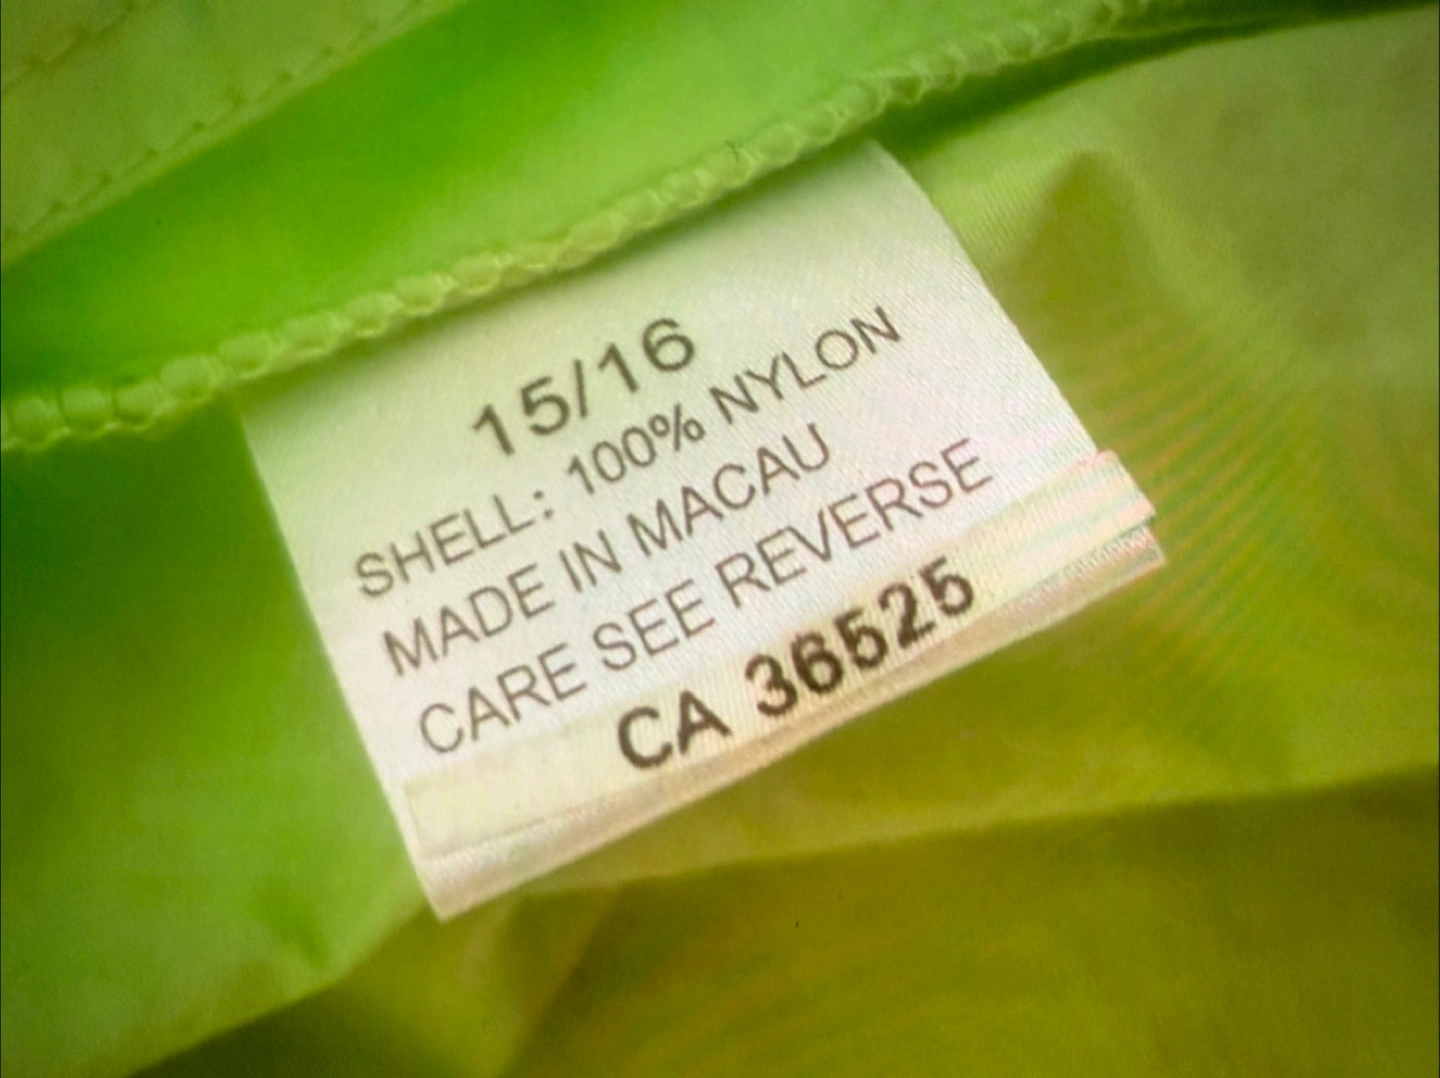 15/16
SHELL: 100% NYLON
MADE IN MACAU
CARE SEE REVERSE
CA 36525